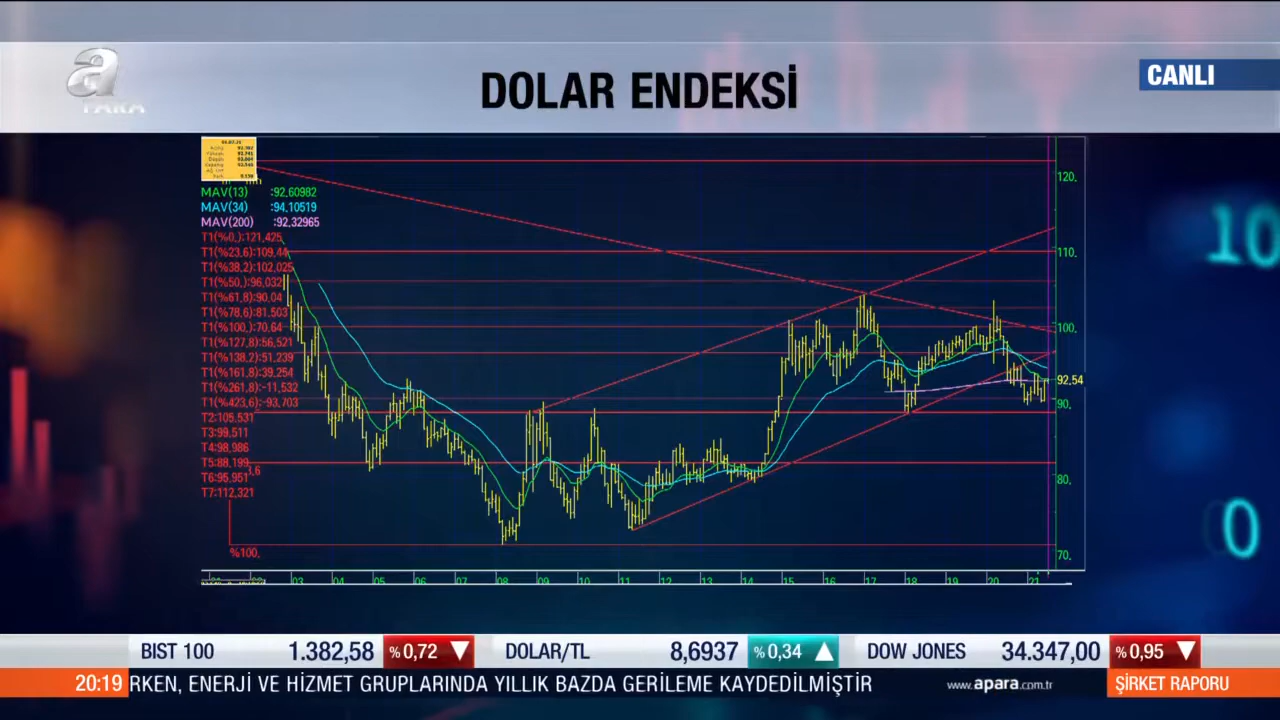 a
DOLAR ENDEKSİ
CANLI
MAV(13) :92.60982
MAV(34) :94.10519
MAV(200) :92.32965
T1(%0,):121,425
T1(%23,6):109,44
T1(%38,2):102,025
T1(%50,):96,032
T1(%61,8):90,04
T1(%78,6):81,503
T1(%100,):70,64
T1(%127,8):56,521
T1(%138,2):51,239
T1(%161,8):39,254
T1(%261,8):-11,532
T1(%423,6):-93,703
T2:105,531
T3:99,511
T4:98,986
T5:88,199
T6:95,951
T7:112,321
%100,
120.
110.
100.
92,54
90.
80.
70.
03 04 05 06 07 08 09 10 11 12 13 14 15 16 17 18 19 20 21
10
0
BIST 100 1.382,58 %0,72 DOLAR/TL 8,6937 %0,34 DOW JONES 34.347,00 %0,95
20:19 RKEN, ENERJİ VE HİZMET GRUPLARINDA YILLIK BAZDA GERİLEME KAYDEDİLMİŞTİR www.apara.com.tr ŞİRKET RAPORU